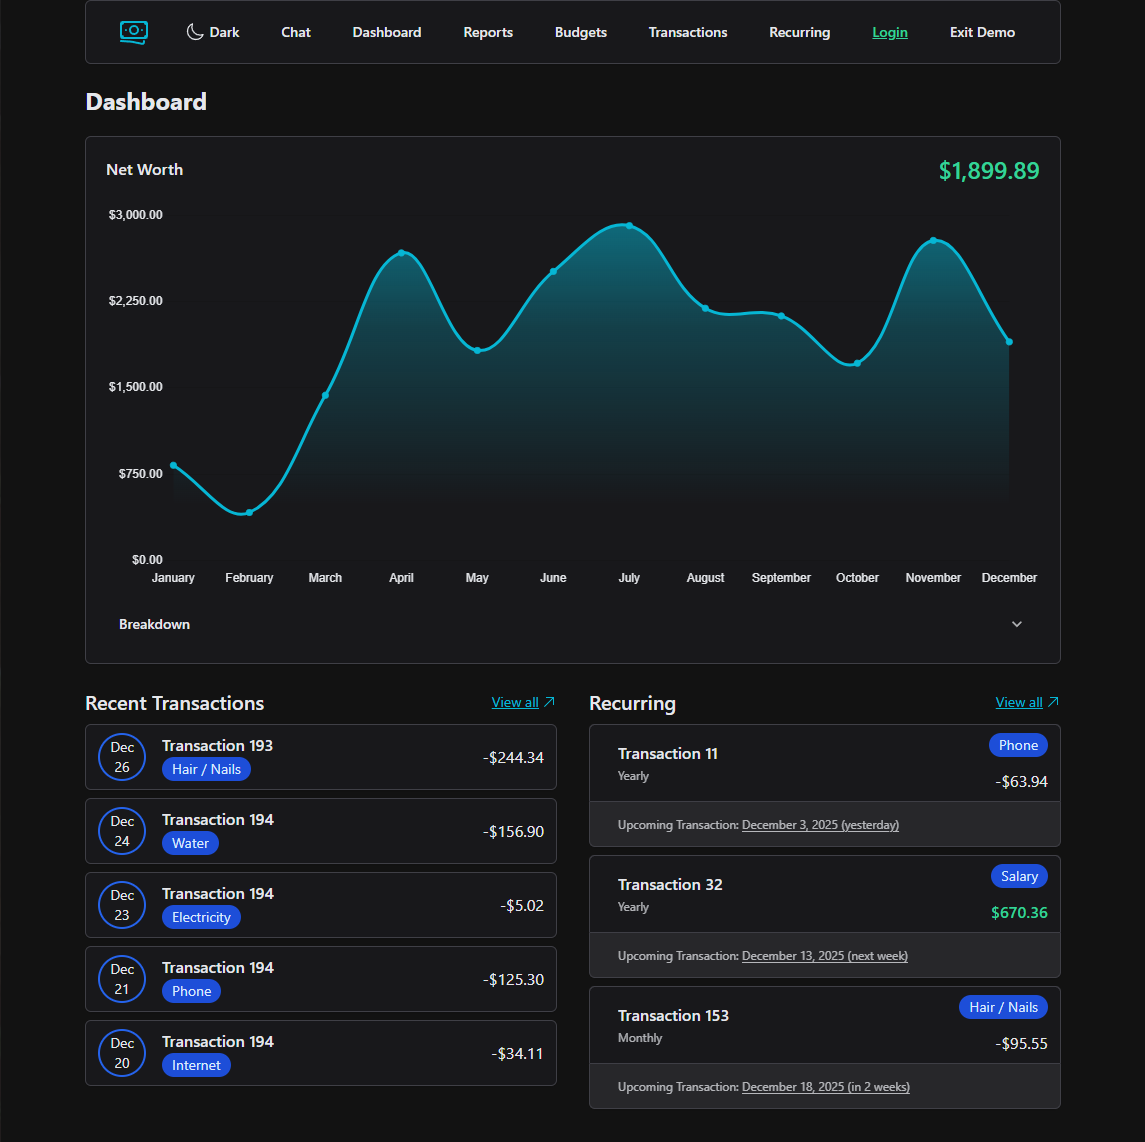 Dark Chat Dashboard Reports Budgets Transactions Recurring Login Exit Demo
Dashboard
Net Worth $1,899.89
$3,000.00
$2,250.00
$1,500.00
$750.00
$0.00
January February March April May June July August September October November December
Breakdown
Recent Transactions View all
Dec
26
Transaction 193
Hair / Nails
-$244.34
Dec
24
Transaction 194
Water
-$156.90
Dec
23
Transaction 194
Electricity
-$5.02
Dec
21
Transaction 194
Phone
-$125.30
Dec
20
Transaction 194
Internet
-$34.11
Recurring View all
Transaction 11
Yearly
Phone
-$63.94
Upcoming Transaction: December 3, 2025 (yesterday)
Transaction 32
Yearly
Salary
$670.36
Upcoming Transaction: December 13, 2025 (next week)
Transaction 153
Monthly
Hair / Nails
-$95.55
Upcoming Transaction: December 18, 2025 (in 2 weeks)